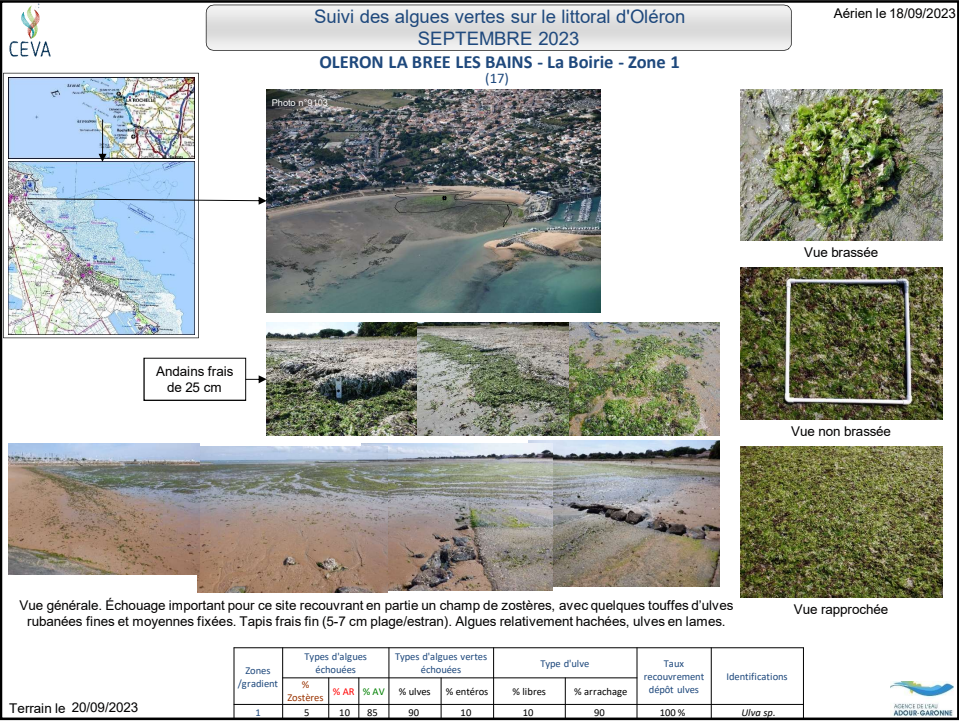 CEVA
Suivi des algues vertes sur le littoral d'Oléron
SEPTEMBRE 2023
Aérien le 18/09/2023
OLERON LA BREE LES BAINS - La Boirie - Zone 1
(17)
LA ROCHELLE
Photo n°9103
Vue brassée
Andains frais
de 25 cm
Vue non brassée
Vue générale. Échouage important pour ce site recouvrant en partie un champ de zostères, avec quelques touffes d'ulves
rubanées fines et moyennes fixées. Tapis frais fin (5-7 cm plage/estran). Algues relativement hachées, ulves en lames.
Vue rapprochée
Zones
/gradient
Types d'algues
échouées
Types d'algues vertes
échouées
Type d'ulve
Taux
recouvrement
dépôt ulves
Identifications
%
Zostères
% AR
% AV
% ulves
% entéros
% libres
% arrachage
1
5
10
85
90
10
10
90
100 %
Ulva sp.
Terrain le 20/09/2023
AGENCE DE L'EAU
ADOUR-GARONNE